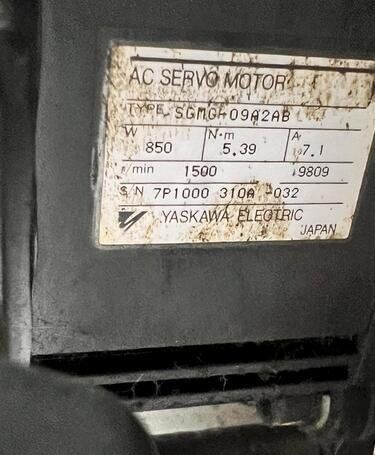 AC SERVO MOTOR
TYPE SGMG-09A2AB
W N·m A
850 5.39 7.1
r/min 1500 9809
S/N 7P1000 310A-032
YASKAWA ELECTRIC
JAPAN